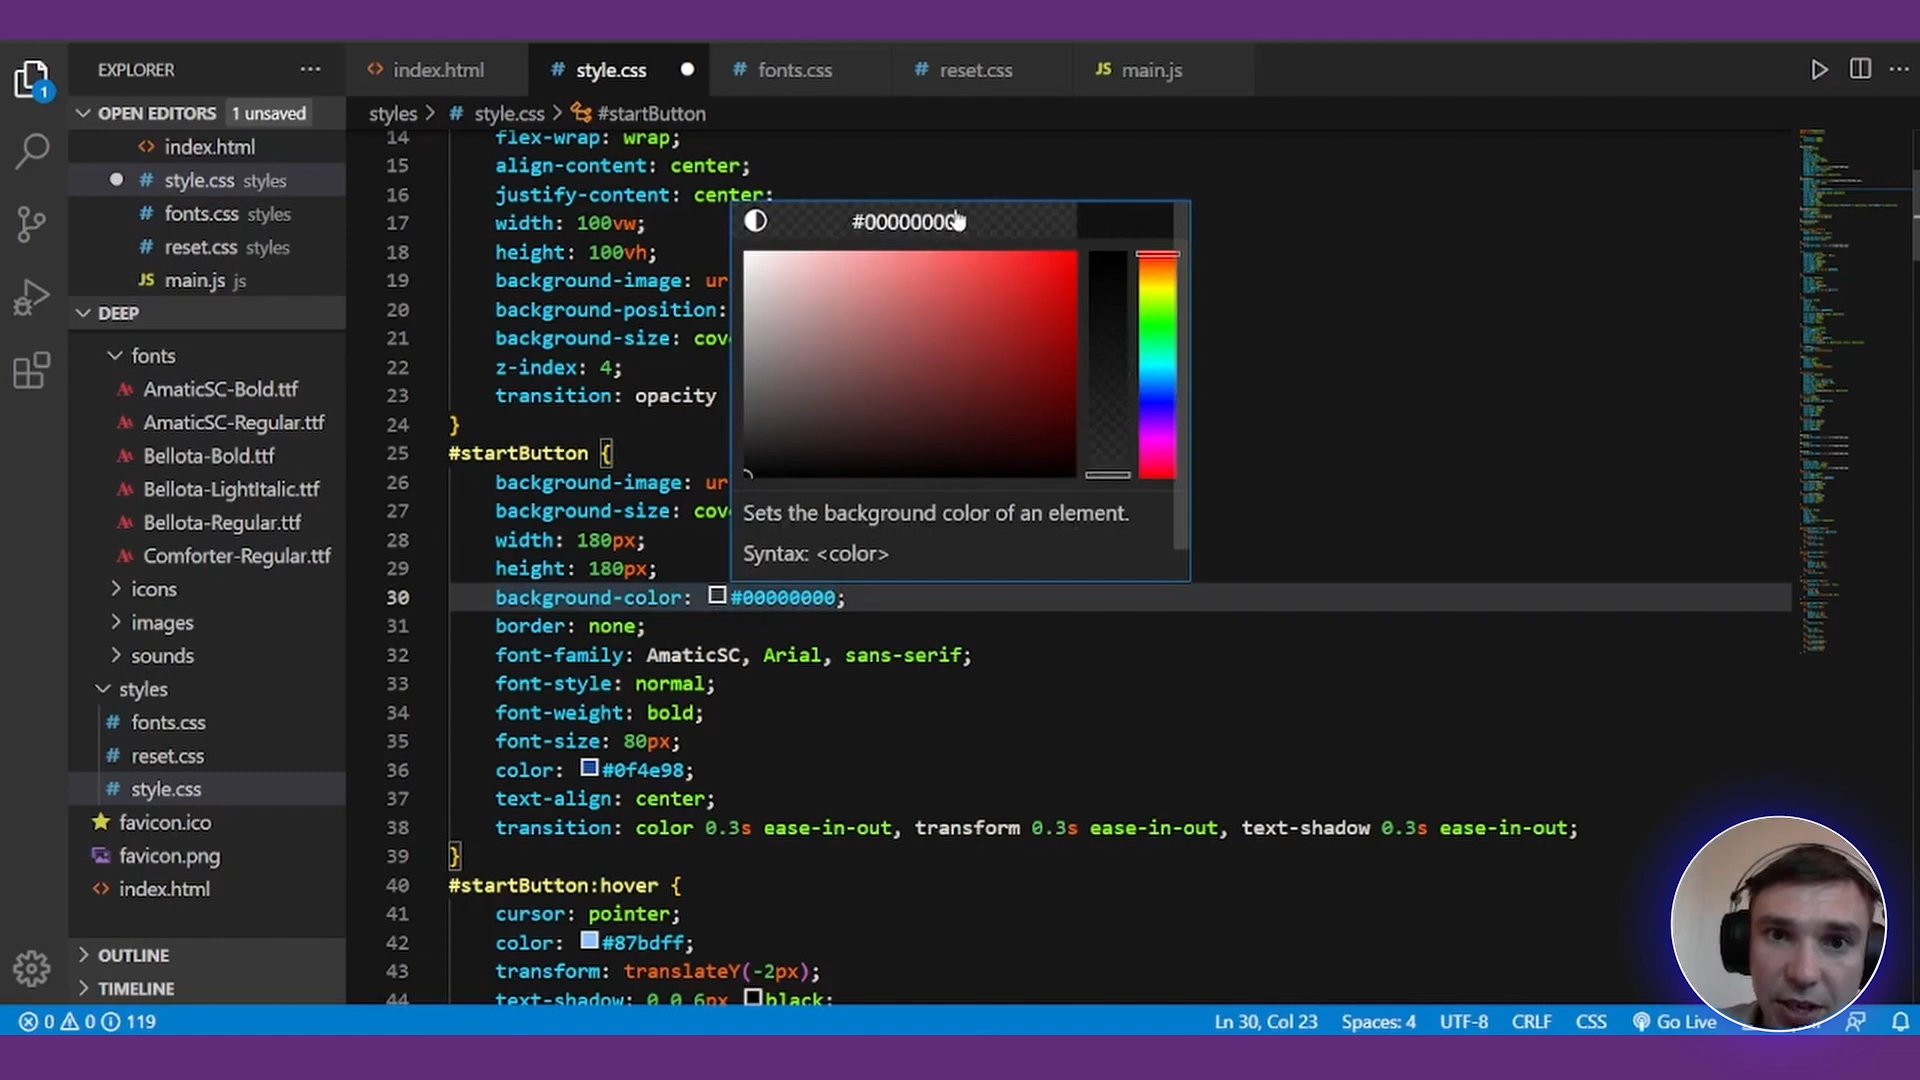 EXPLORER
index.html
style.css
fonts.css
reset.css
JS main.js
1
OPEN EDITORS 1 unsaved
index.html
style.css styles
fonts.css styles
reset.css styles
JS main.js js
DEEP
fonts
AmaticSC-Bold.ttf
AmaticSC-Regular.ttf
Bellota-Bold.ttf
Bellota-LightItalic.ttf
Bellota-Regular.ttf
Comforter-Regular.ttf
icons
images
sounds
styles
# fonts.css
# reset.css
# style.css
favicon.ico
favicon.png
index.html
OUTLINE
TIMELINE
styles > # style.css > #startButton
14 flex-wrap: wrap;
15 align-content: center;
16 justify-content: center;
17 width: 100vw;
18 height: 100vh;
19 background-image: ur
20 background-position:
21 background-size: cov
22 z-index: 4;
23 transition: opacity
24 }
25 #startButton {
26 background-image: ur
27 background-size: cov
28 width: 180px;
29 height: 180px;
30 background-color: #00000000;
31 border: none;
32 font-family: AmaticSC, Arial, sans-serif;
33 font-style: normal;
34 font-weight: bold;
35 font-size: 80px;
36 color: #0f4e98;
37 text-align: center;
38 transition: color 0.3s ease-in-out, transform 0.3s ease-in-out, text-shadow 0.3s ease-in-out;
39 }
40 #startButton:hover {
41 cursor: pointer;
42 color: #87bdff;
43 transform: translateY(-2px);
44 text-shadow: 0 0 6px black;
#00000000
Sets the background color of an element.
Syntax: <color>
0 0 119
Ln 30, Col 23
Spaces: 4
UTF-8
CRLF
CSS
Go Live